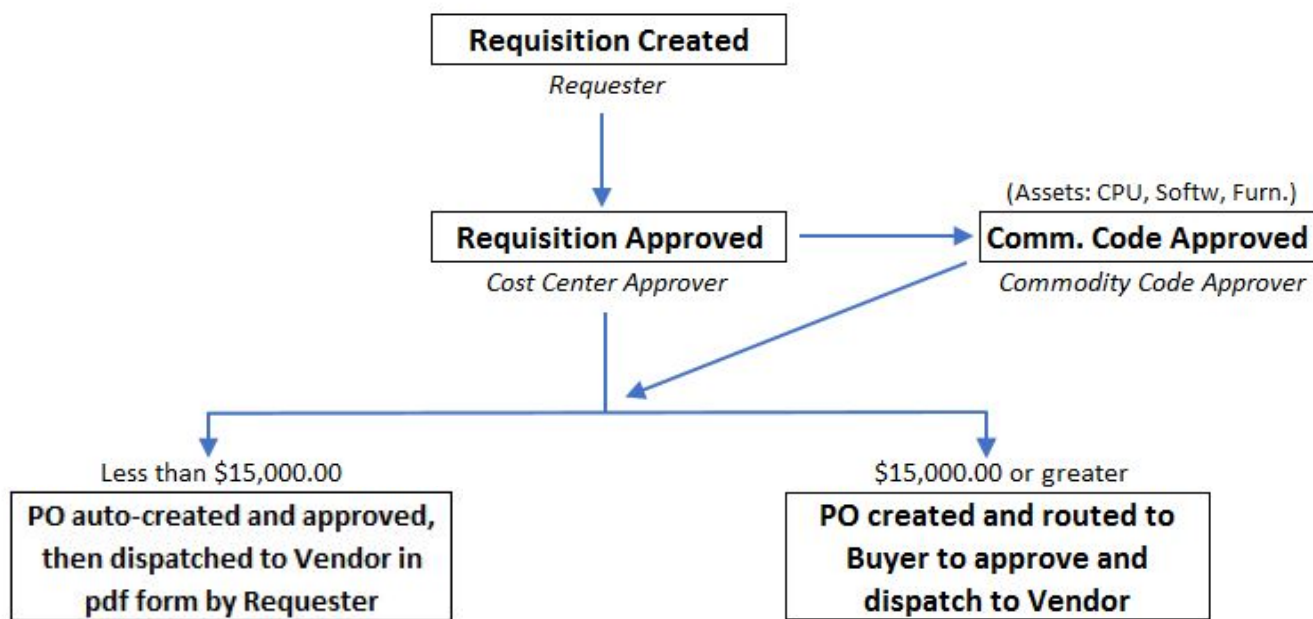 Requisition Created
Requester
(Assets: CPU, Softw, Furn.)
Requisition Approved
Comm. Code Approved
Cost Center Approver
Commodity Code Approver
Less than $15,000.00
PO auto-created and approved,
then dispatched to Vendor in
pdf form by Requester
$15,000.00 or greater
PO created and routed to
Buyer to approve and
dispatch to Vendor